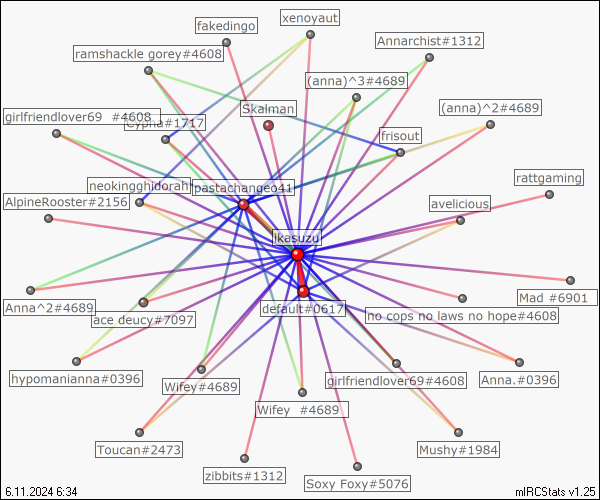 xenoyaut
fakedingo
Annarchist#1312
ramshackle gorey#4608
(anna)^3#4689
Skalman
(anna)^2#4689
girlfriendlover69 #4608
Cypha#1717
frisout
rattgaming
neokingghidorah
pastachangeo41
AlpineRooster#2156
avelicious
ikasuzu
Mad #6901
Anna^2#4689
default#0617
no cops no laws no hope#4608
ace deucy#7097
hypomanianna#0396
Wifey#4689
girlfriendlover69#4608
Anna.#0396
Wifey #4689
Toucan#2473
Mushy#1984
zibbits#1312
Soxy Foxy#5076
6.11.2024 6:34
mIRCStats v1.25